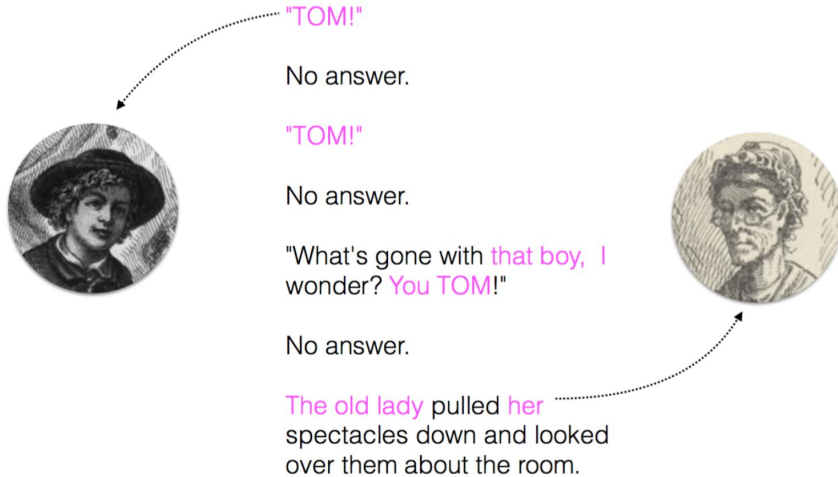 "TOM!"
No answer.
"TOM!"
No answer.
"What's gone with that boy,  I
wonder? You TOM!"
No answer.
The old lady pulled her
spectacles down and looked
over them about the room.